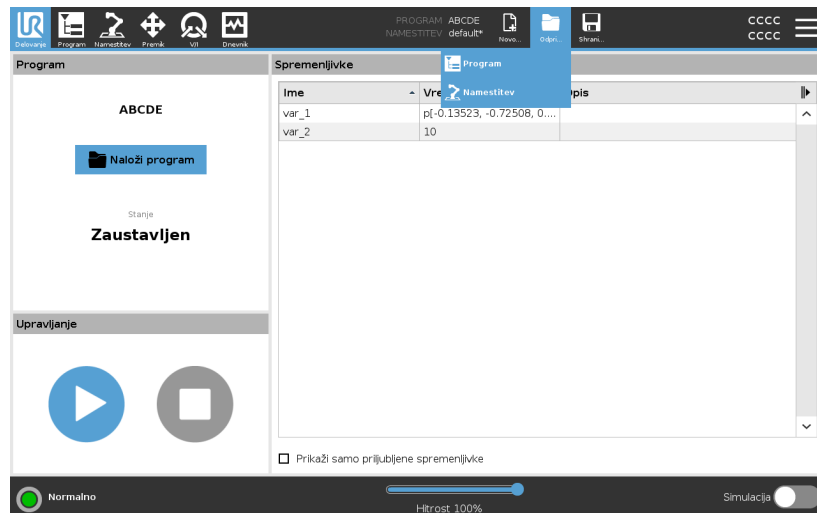 UR
PROGRAM ABCDE
NAMESTITEV default*
cccc
cccc
Delovanje Program Namestitev Premik V/I Dnevnik Novo... Odpri... Shrani...
Program
Namestitev
Program
ABCDE
Naloži program
Stanje
Zaustavljen
Upravljanje
Spremenljivke
Ime Vre pis
var_1 p[-0.13523, -0.72508, 0....
var_2 10
Prikaži samo priljubljene spremenljivke
Normalno
Hitrost 100%
Simulacija